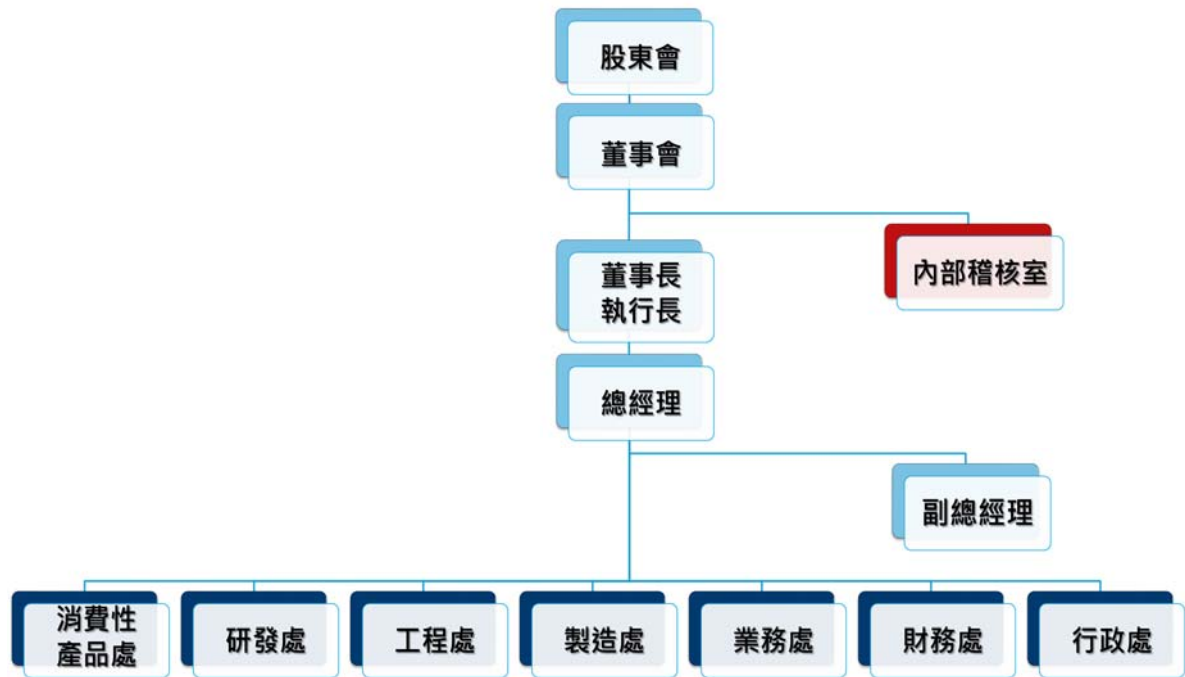 股東會
董事會
內部稽核室
董事長
執行長
總經理
副總經理
消費性
產品處
研發處
工程處
製造處
業務處
財務處
行政處